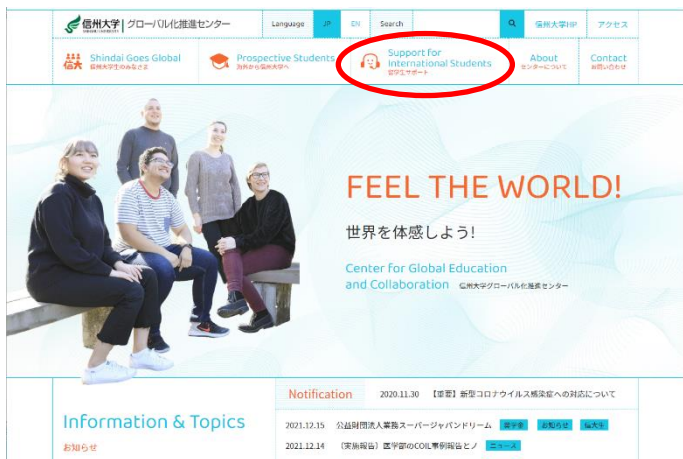 信州大学 グローバル化推進センター
Language JP EN Search 信州大学HP アクセス
信大 Shindai Goes Global
信州大学生のみなさま
Prospective Students
海外から信州大学へ
Support for
International Students
留学生サポート
About
センターについて
Contact
お問い合わせ
FEEL THE WORLD!
世界を体感しよう!
Center for Global Education
and Collaboration 信州大学グローバル化推進センター
Notification 2020.11.30 【重要】新型コロナウイルス感染症への対応について
Information & Topics
お知らせ
2021.12.15 公益財団法人業務スーパージャパンドリーム 奨学金 お知らせ 信大生
2021.12.14 〔実施報告〕医学部のCOIL事例報告とノ ニュース